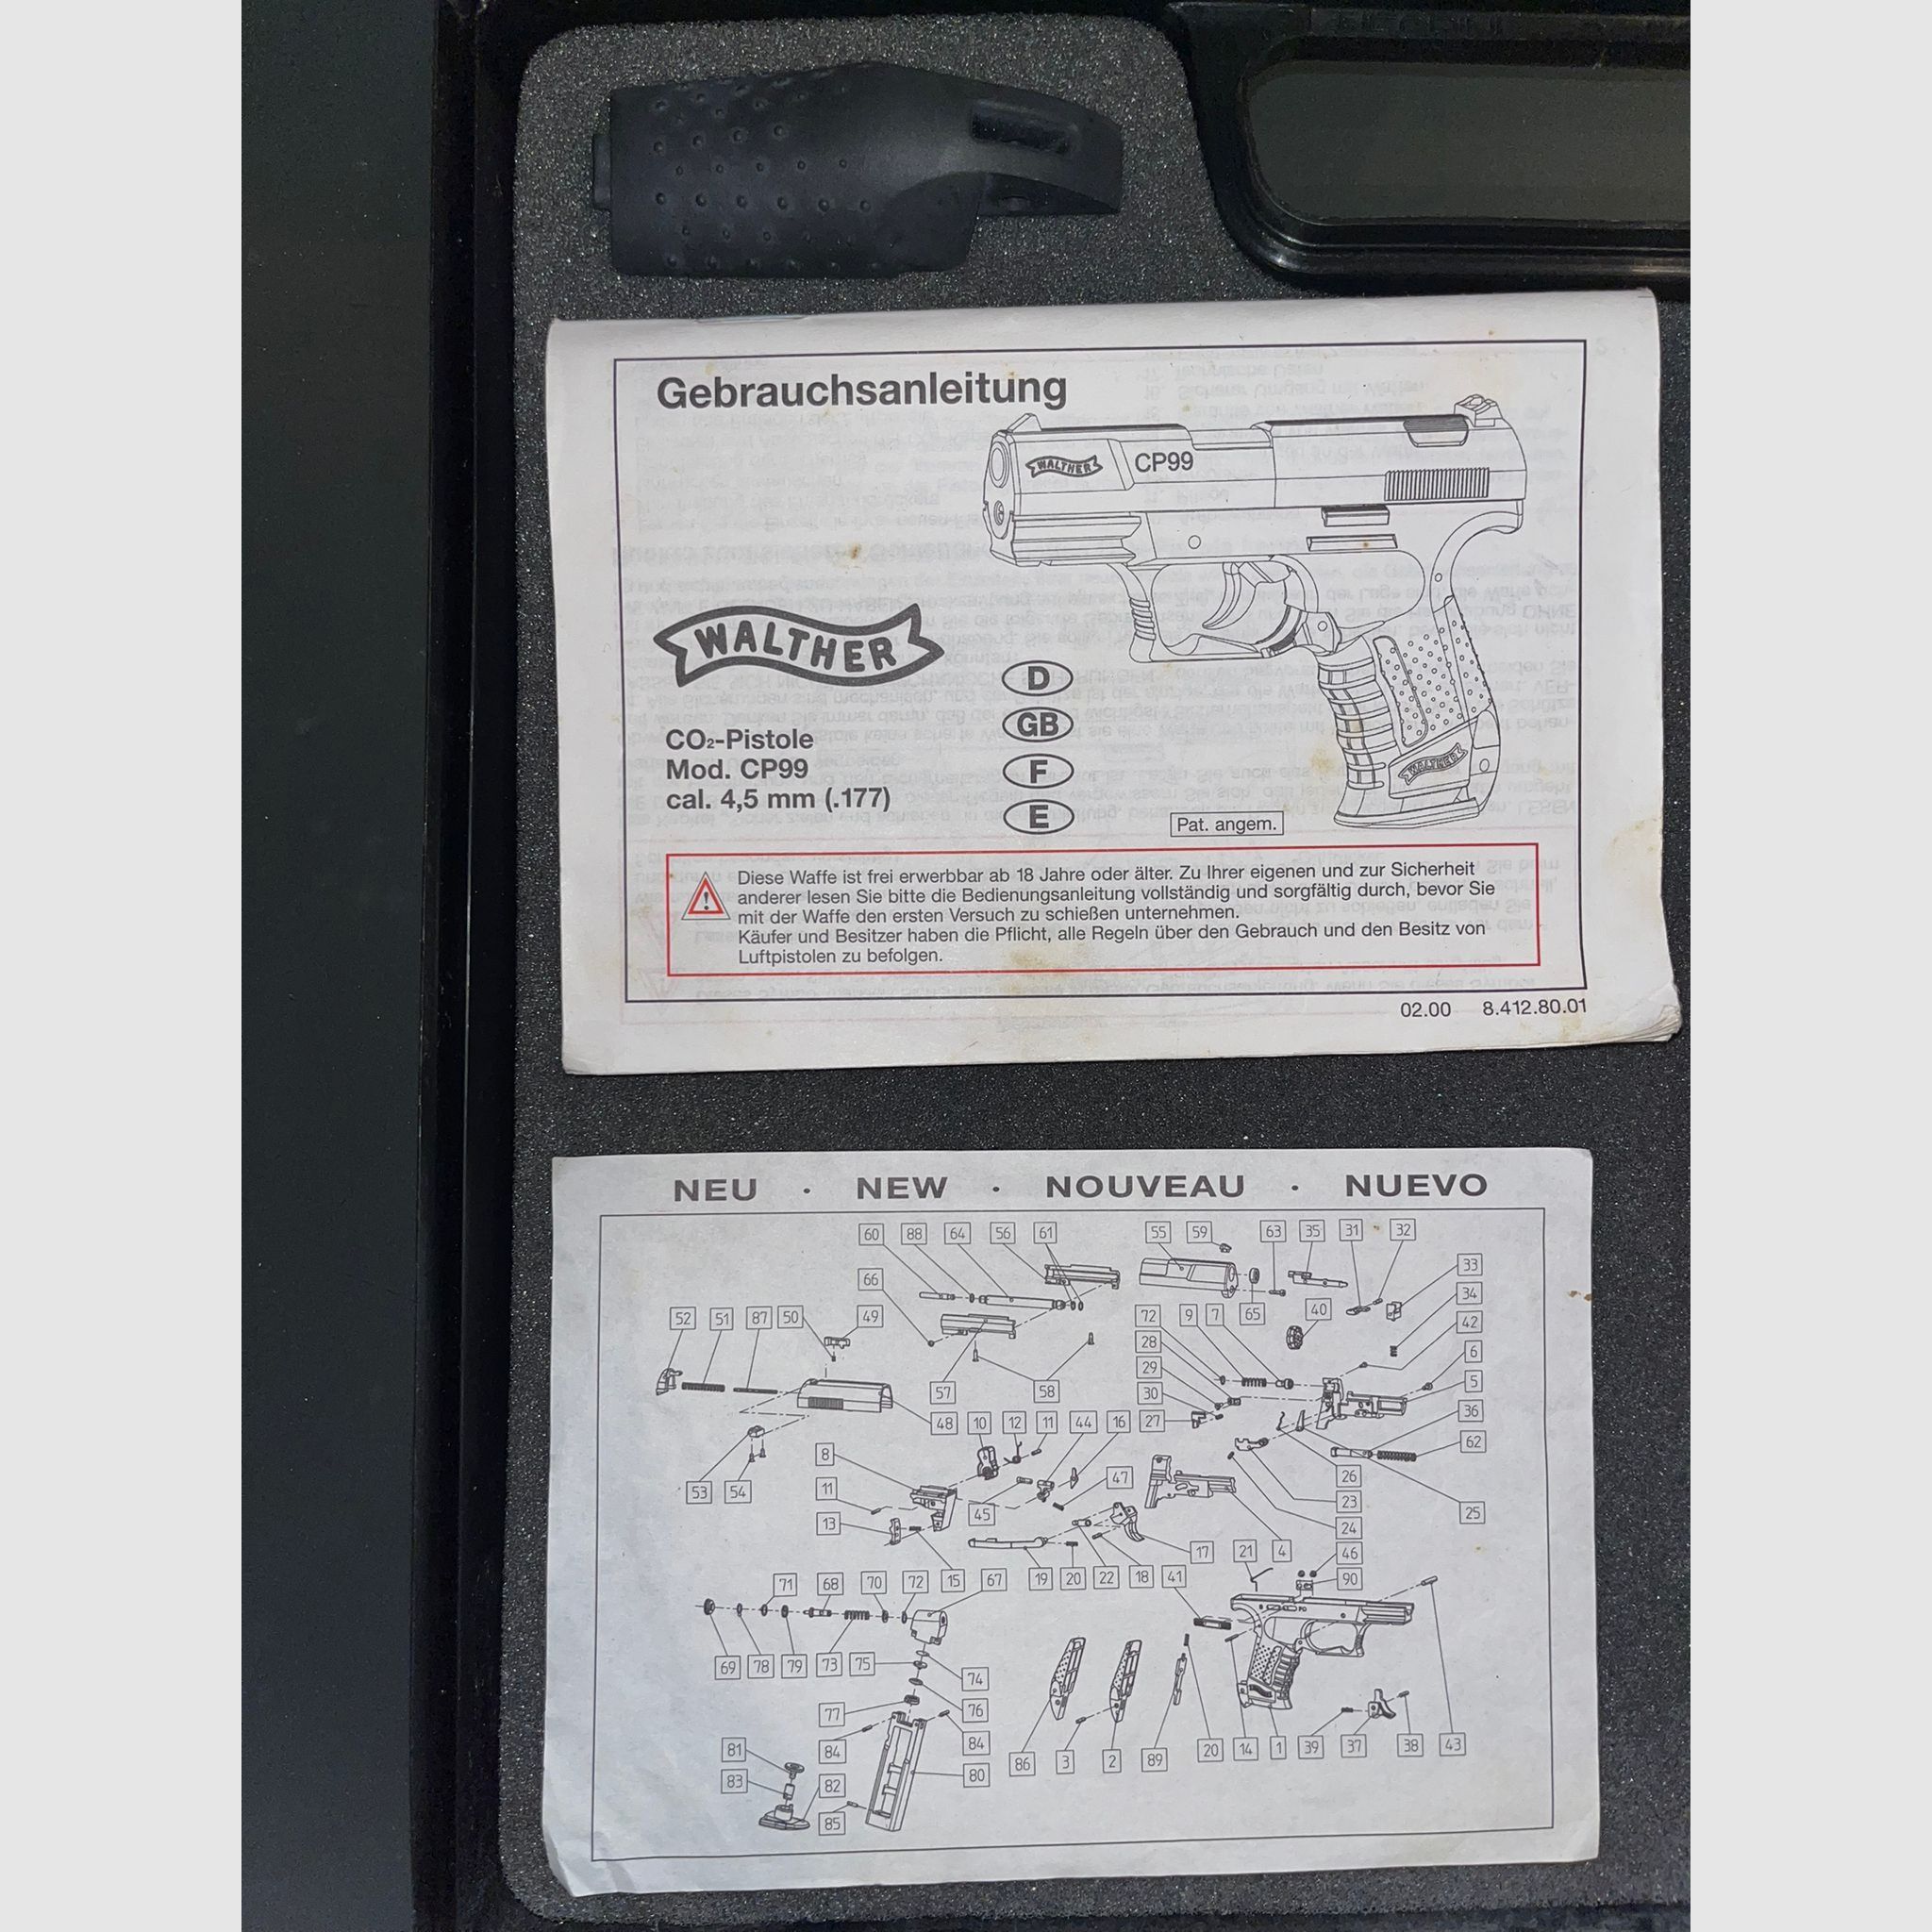 Gebrauchsanleitung
WALTHER
CP99
WALTHER
CO₂-Pistole
Mod. CP99
cal. 4,5 mm (.177)
D
GB
F
E
WALTHER
Pat. angem.
Diese Waffe ist frei erwerbbar ab 18 Jahre oder älter. Zu Ihrer eigenen und zur Sicherheit
anderer lesen Sie bitte die Bedienungsanleitung vollständig und sorgfältig durch, bevor Sie
mit der Waffe den ersten Versuch zu schießen unternehmen.
Käufer und Besitzer haben die Pflicht, alle Regeln über den Gebrauch und den Besitz von
Luftpistolen zu befolgen.
02.00 8.412.80.01
NEU · NEW · NOUVEAU · NUEVO
60 88 64 56 61 55 59 63 35 31 32
33
66
34
52 51 87 50 49 72 9 7 65 40
42
28
6
29
5
57 58 30
36
48 10 12 11 44 16 27
62
8
53 54 11 45 47 26
23
25
13
24
17 21 4 46
71 68 70 72 15 67 19 20 22 18 41 90
69 78 79 73 75 74
77 76
84 84
81 86 3 2 89 20 14 1 39 37 38 43
83 82 80
85